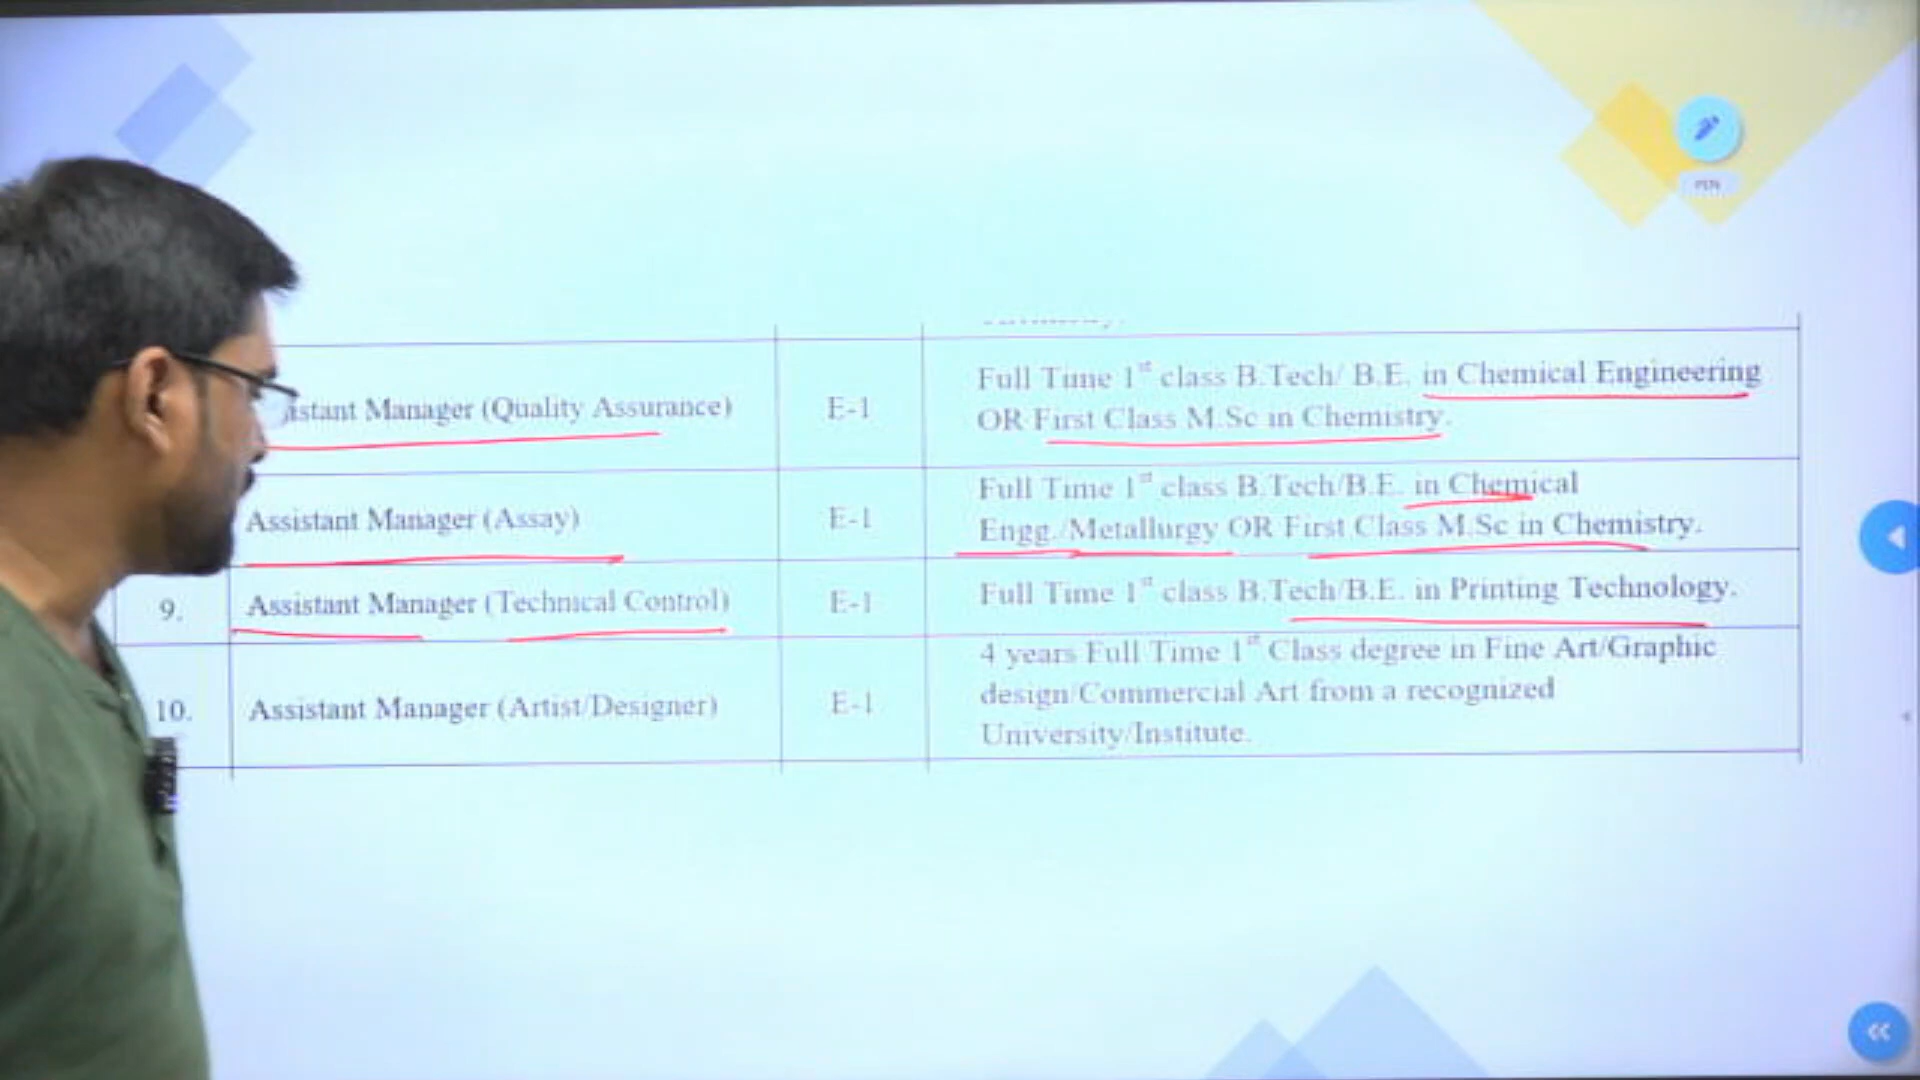 Full Time 1st class B.Tech/ B.E. in Chemical Engineering
Manager (Quality Assurance) E-1
OR First Class M.Sc in Chemistry.
Full Time 1st class B.Tech/B.E. in Chemical
Assistant Manager (Assay) E-1
Engg./Metallurgy OR First Class M.Sc in Chemistry.
9. Assistant Manager (Technical Control) E-1 Full Time 1st class B.Tech/B.E. in Printing Technology.
4 years Full Time 1st Class degree in Fine Art/Graphic
10. Assistant Manager (Artist/Designer) E-1 design/Commercial Art from a recognized
University/Institute.